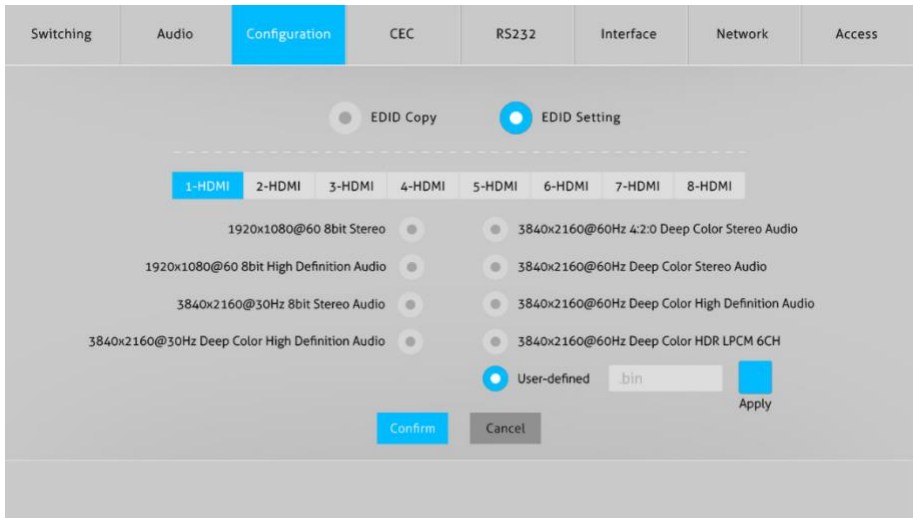 Switching Audio Configuration CEC RS232 Interface Network Access
EDID Copy EDID Setting
1-HDMI 2-HDMI 3-HDMI 4-HDMI 5-HDMI 6-HDMI 7-HDMI 8-HDMI
1920x1080@60 8bit Stereo 3840x2160@60Hz 4:2:0 Deep Color Stereo Audio
1920x1080@60 8bit High Definition Audio 3840x2160@60Hz Deep Color Stereo Audio
3840x2160@30Hz 8bit Stereo Audio 3840x2160@60Hz Deep Color High Definition Audio
3840x2160@30Hz Deep Color High Definition Audio 3840x2160@60Hz Deep Color HDR LPCM 6CH
User-defined .bin
Apply
Confirm Cancel